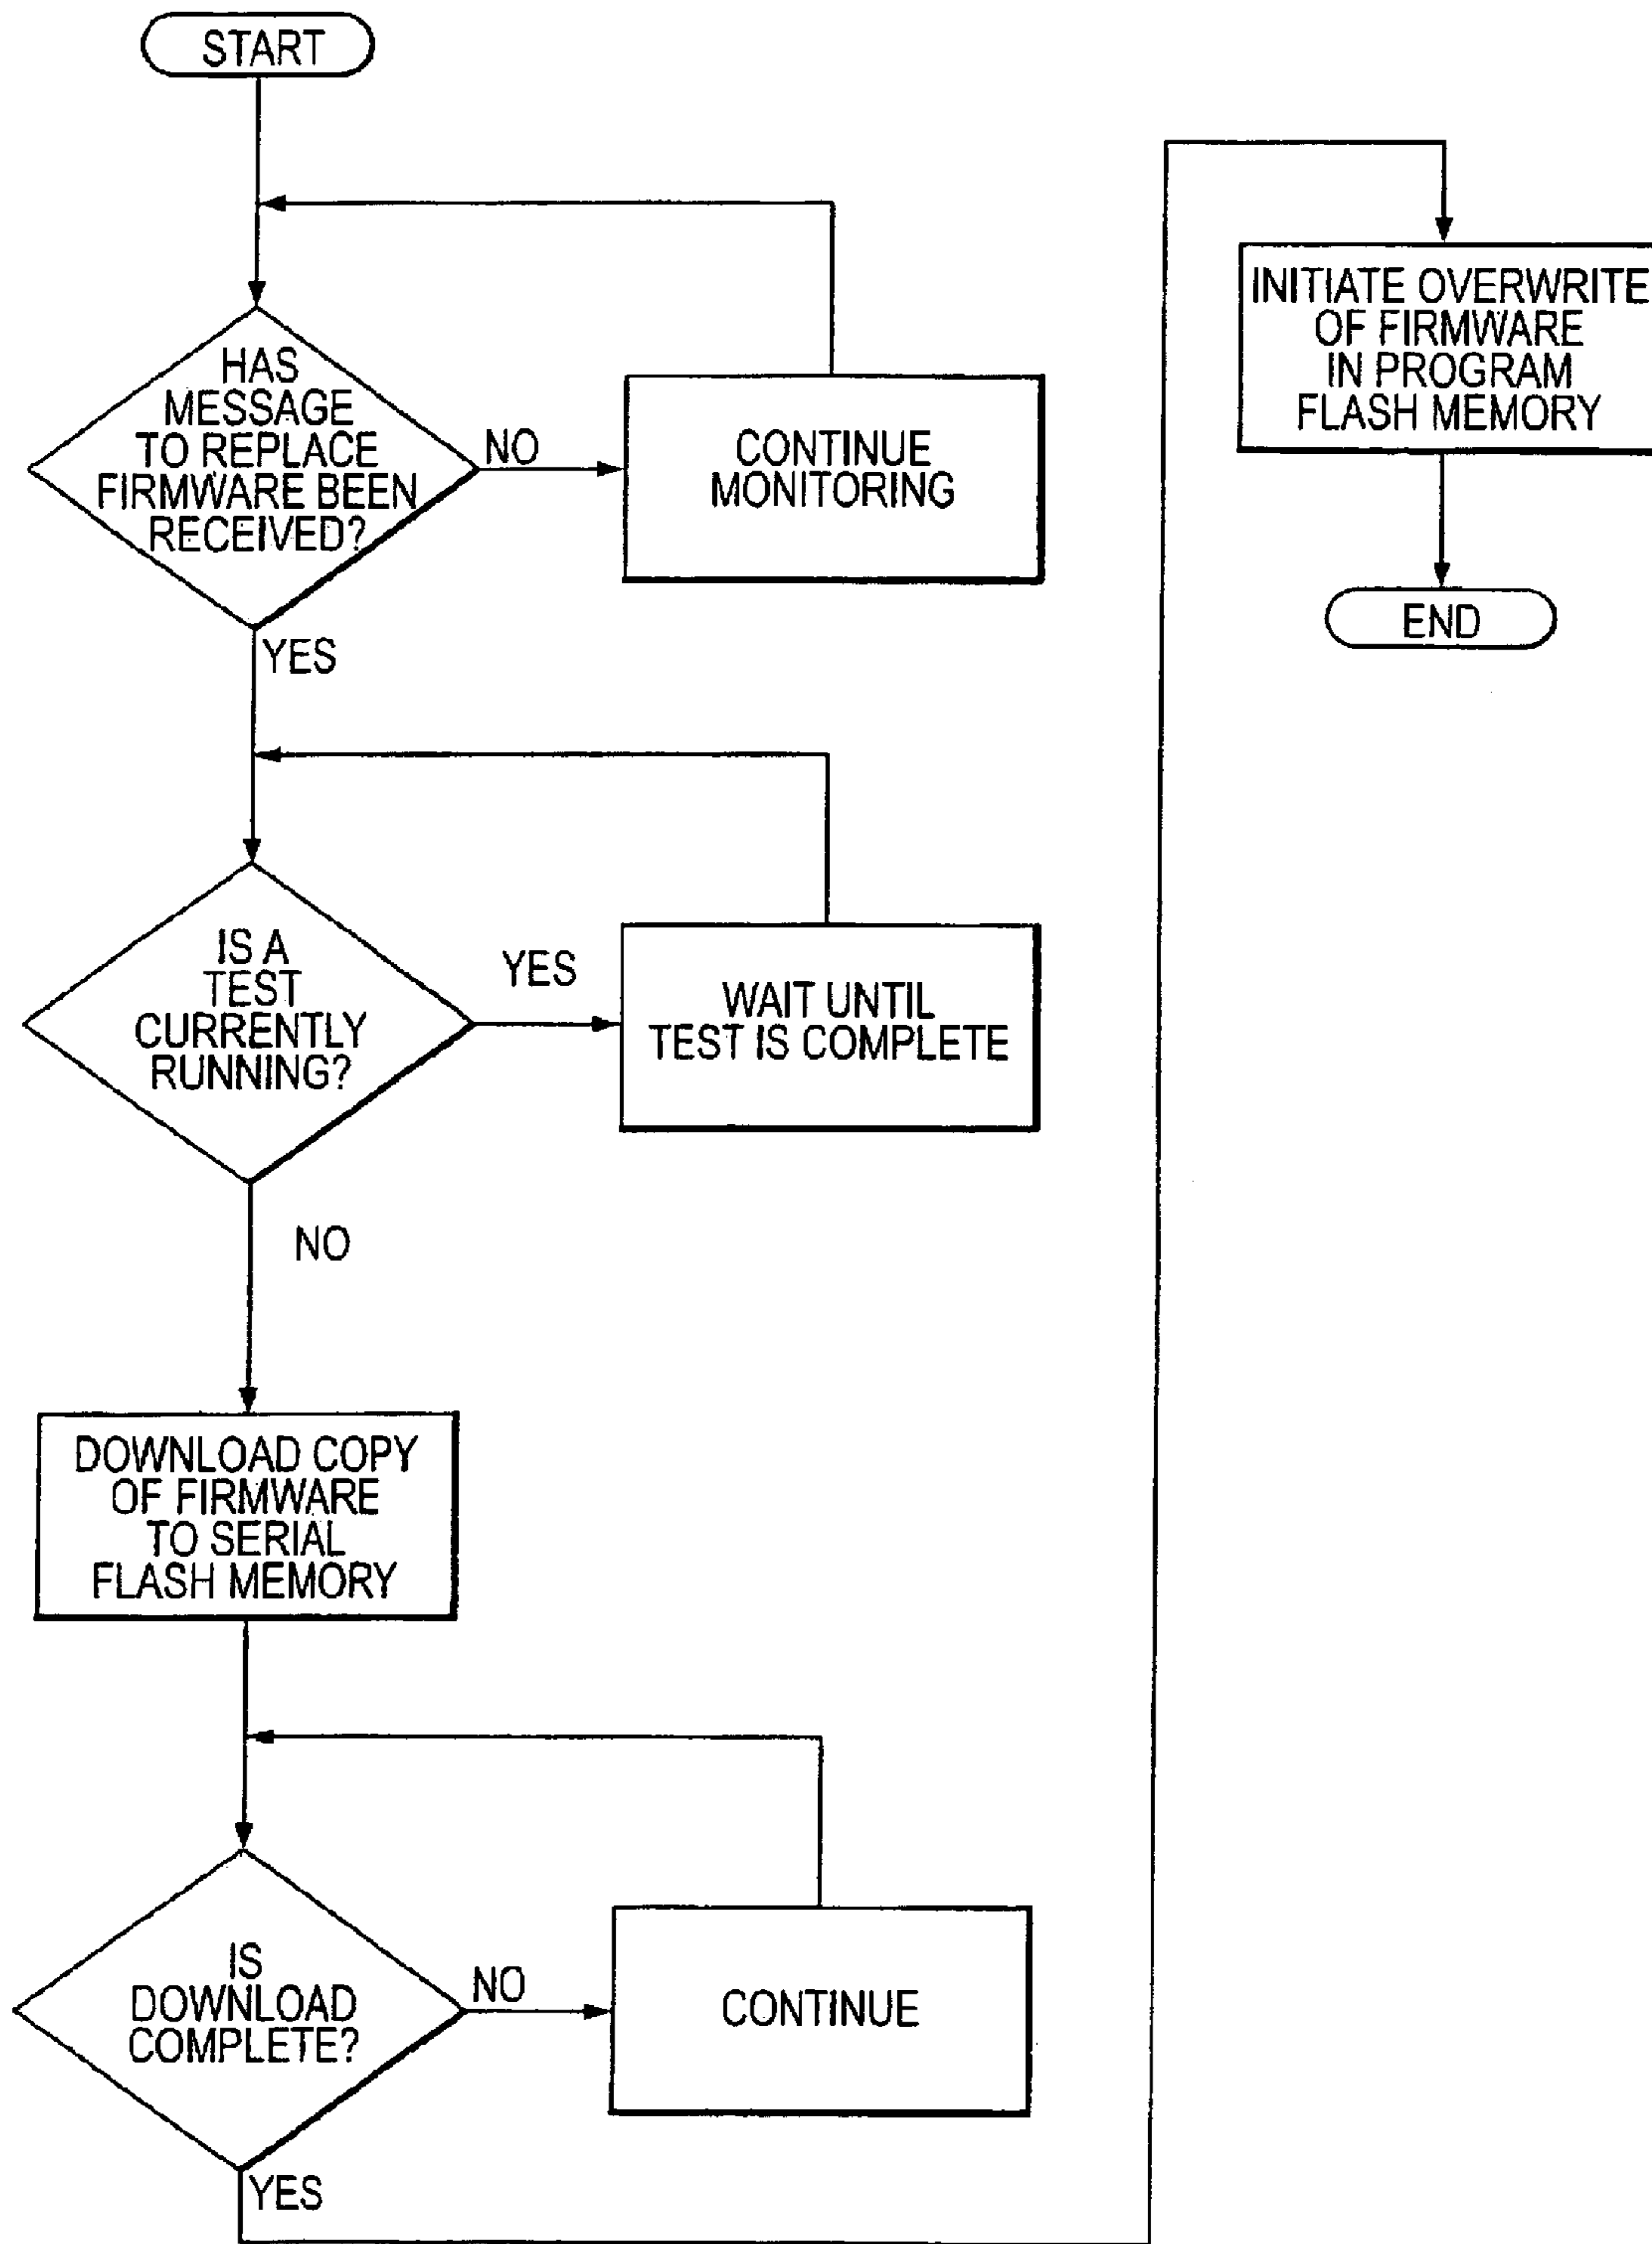 START
HAS
MESSAGE
TO REPLACE
FIRMWARE BEEN
RECEIVED?
NO
CONTINUE
MONITORING
YES
IS A
TEST
CURRENTLY
RUNNING?
YES
WAIT UNTIL
TEST IS COMPLETE
NO
DOWNLOAD COPY
OF FIRMWARE
TO SERIAL
FLASH MEMORY
IS
DOWNLOAD
COMPLETE?
NO
CONTINUE
YES
INITIATE OVERWRITE
OF FIRMWARE
IN PROGRAM
FLASH MEMORY
END